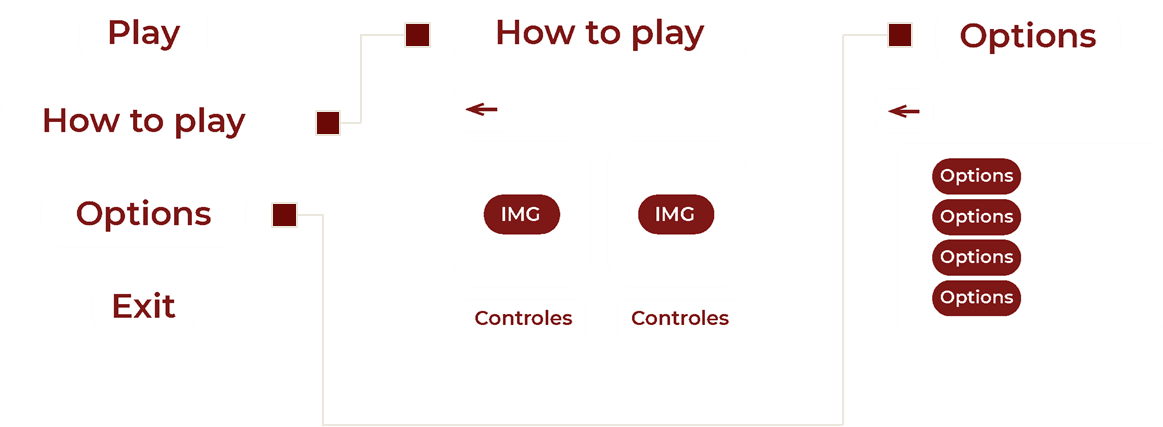 Play
How to play
Options
Exit
How to play
IMG
IMG
Controles
Controles
Options
Options
Options
Options
Options